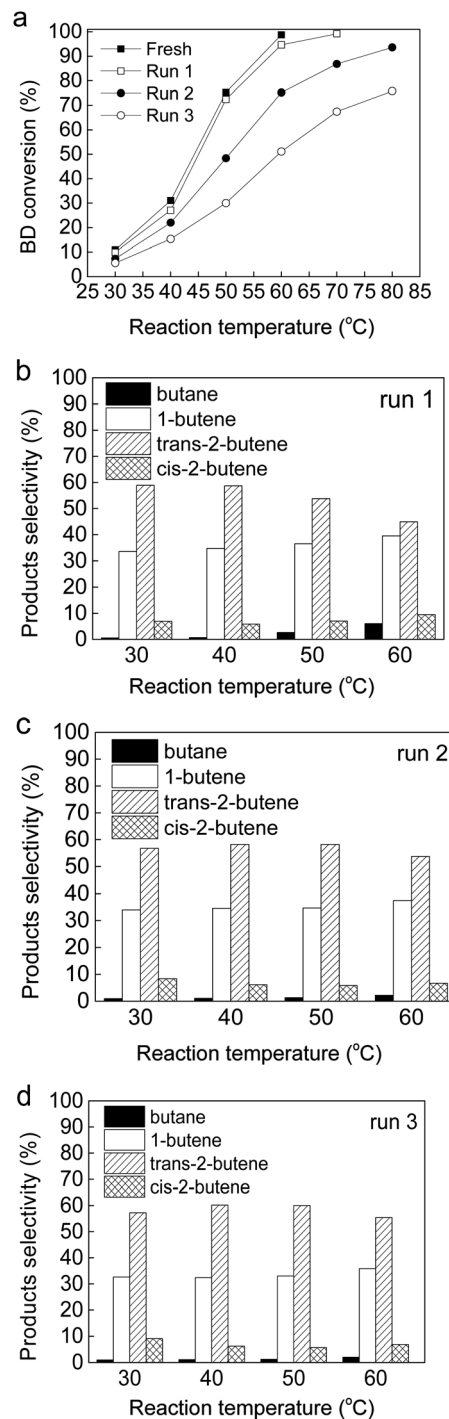 a
100
90
80
70
60
50
40
30
20
10
0
BD conversion (%)
Fresh
Run 1
Run 2
Run 3
25 30 35 40 45 50 55 60 65 70 75 80 85
Reaction temperature (°C)
b
100
90
80
70
60
50
40
30
20
10
0
Products selectivity (%)
butane
1-butene
trans-2-butene
cis-2-butene
run 1
30 40 50 60
Reaction temperature (°C)
c
100
90
80
70
60
50
40
30
20
10
0
Products selectivity (%)
butane
1-butene
trans-2-butene
cis-2-butene
run 2
30 40 50 60
Reaction temperature (°C)
d
100
90
80
70
60
50
40
30
20
10
0
Products selectivity (%)
butane
1-butene
trans-2-butene
cis-2-butene
run 3
30 40 50 60
Reaction temperature (°C)